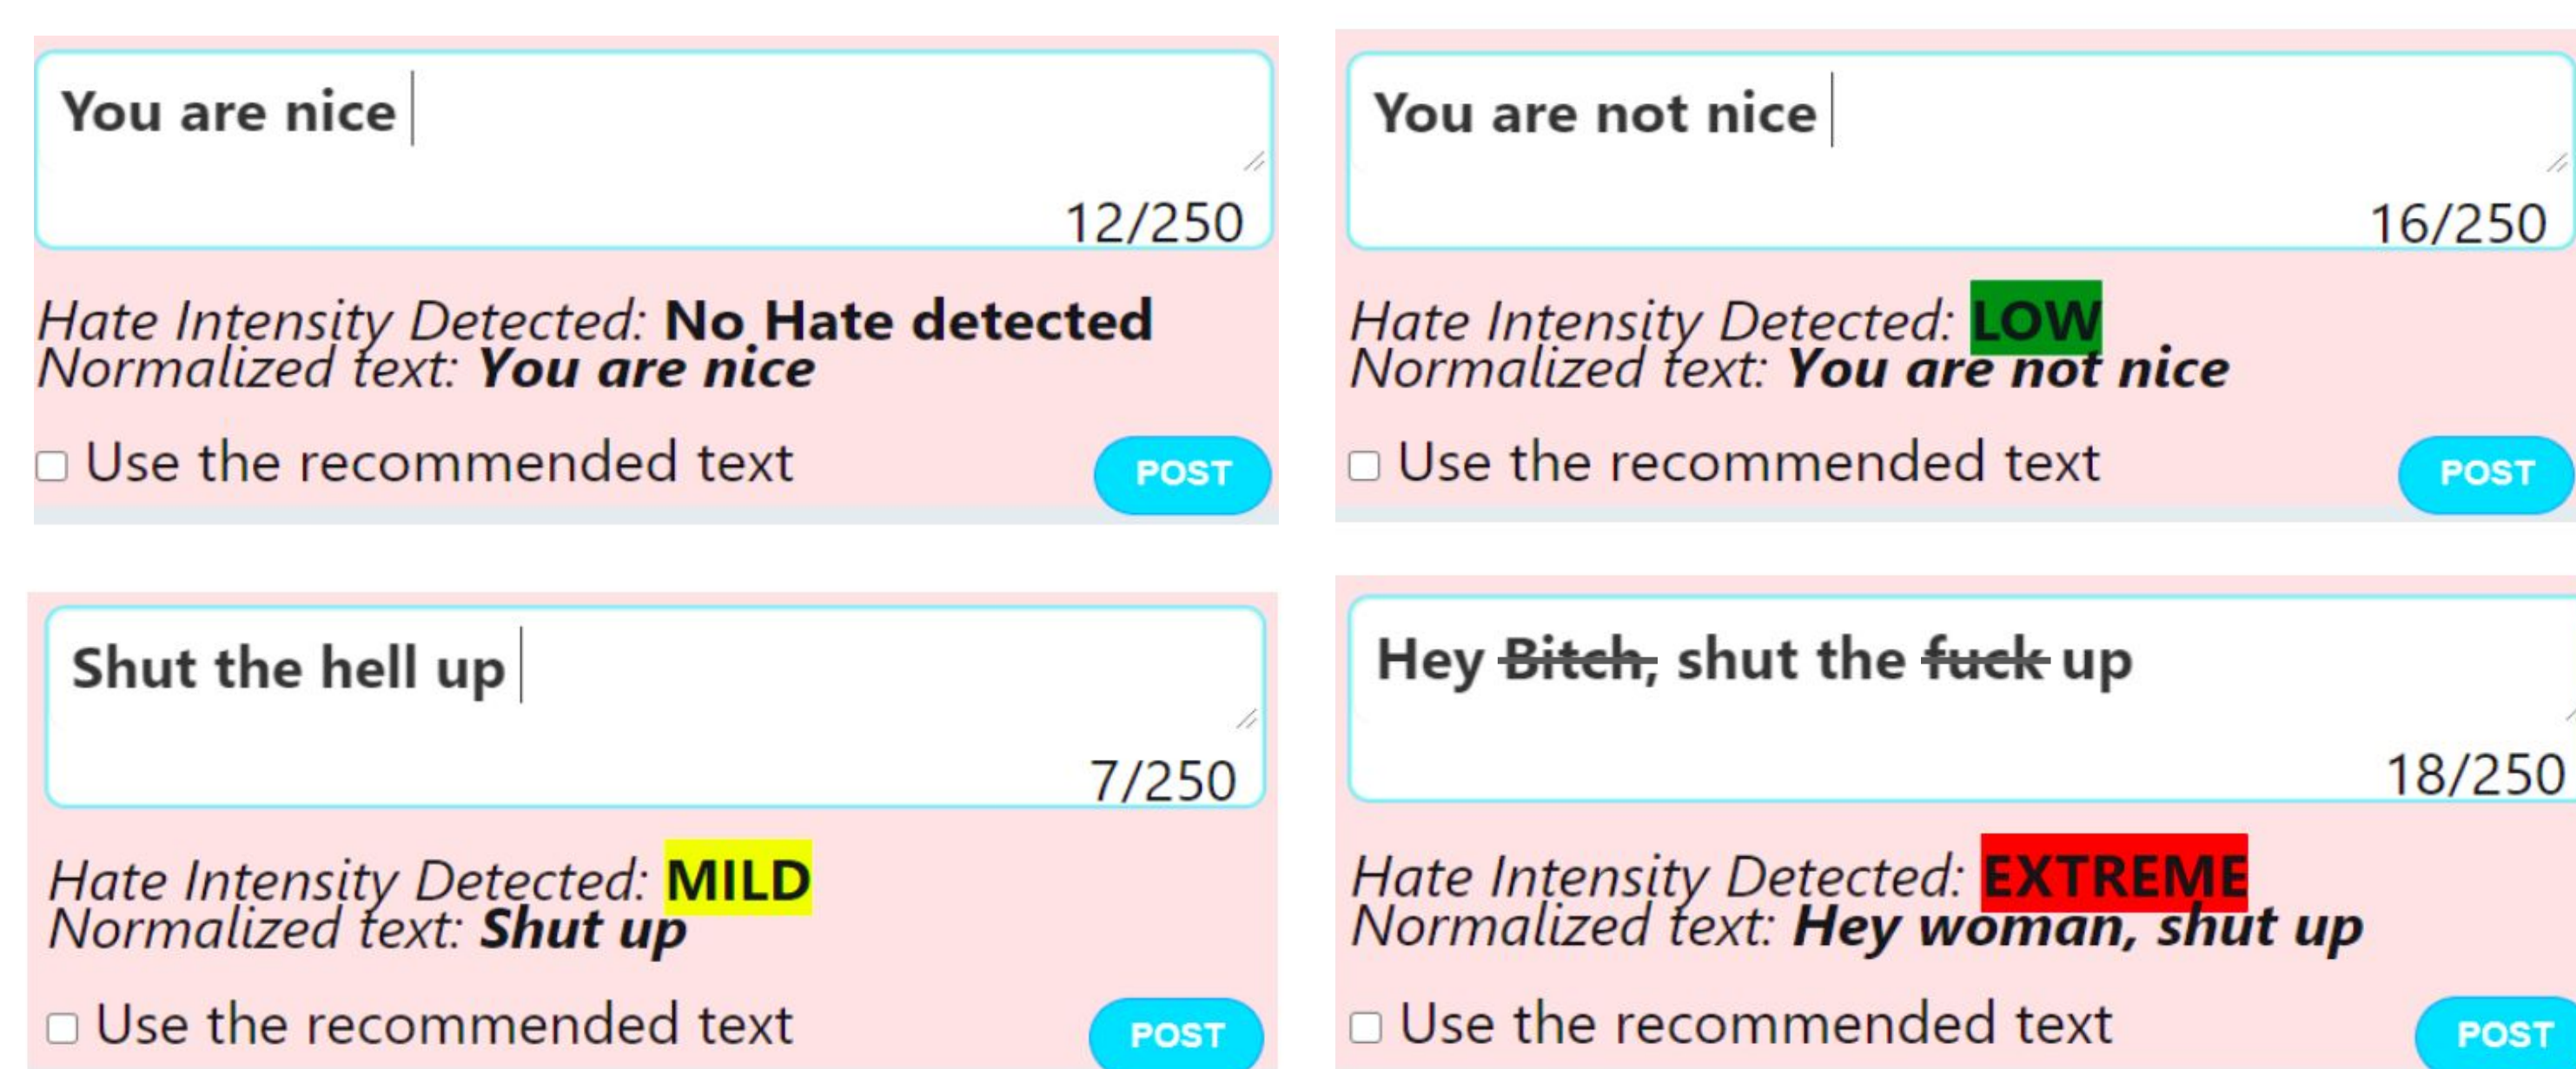 You are nice
12/250
Hate Intensity Detected: No Hate detected
Normalized text: You are nice
Use the recommended text
POST
You are not nice
16/250
Hate Intensity Detected: LOW
Normalized text: You are not nice
Use the recommended text
POST
Shut the hell up
7/250
Hate Intensity Detected: MILD
Normalized text: Shut up
Use the recommended text
POST
Hey Bitch, shut the fuck up
18/250
Hate Intensity Detected: EXTREME
Normalized text: Hey woman, shut up
Use the recommended text
POST